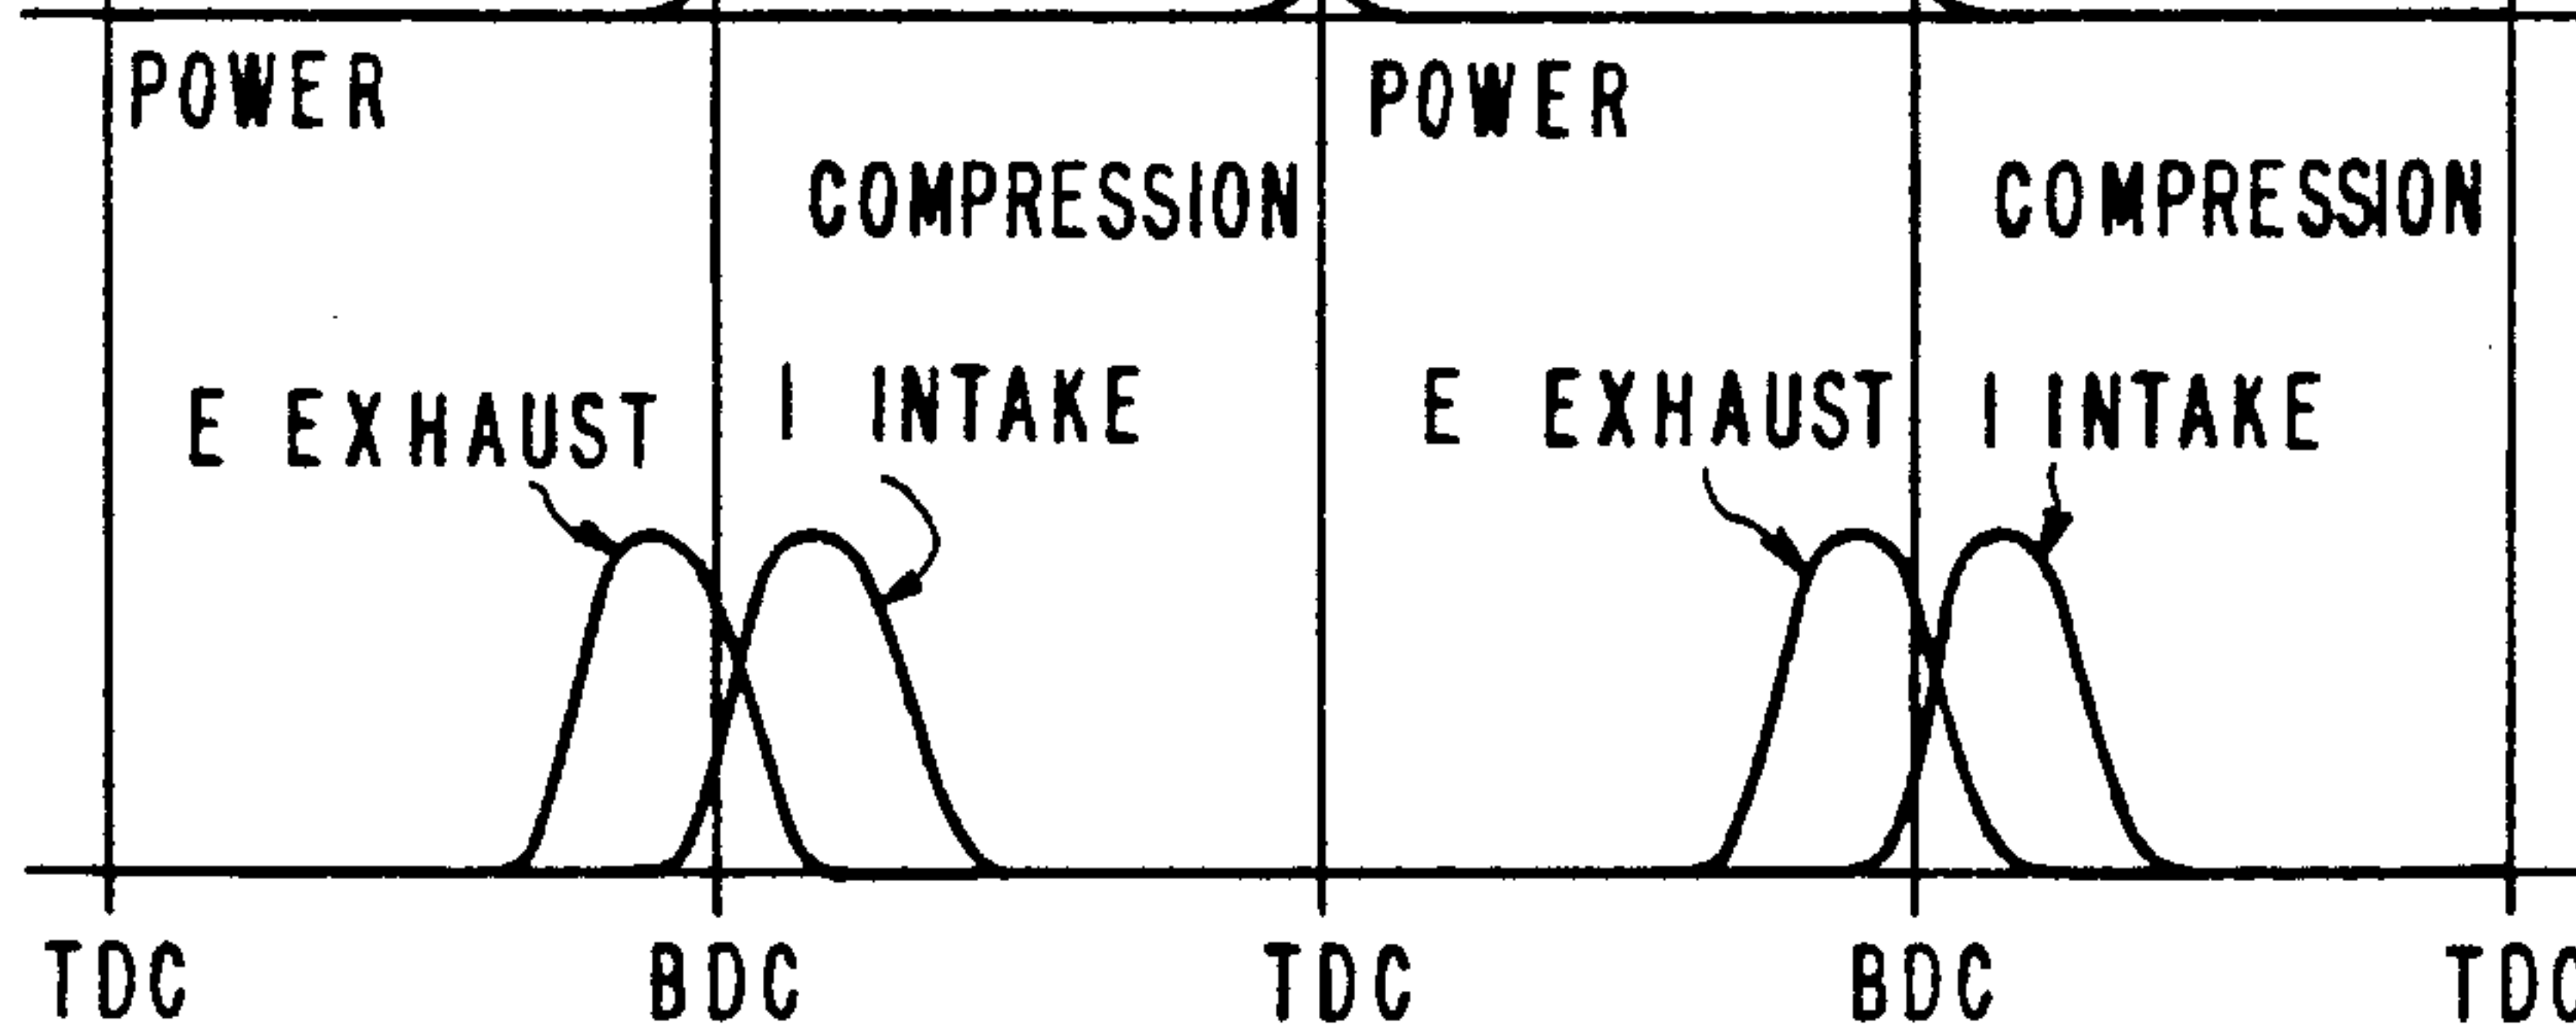 POWER
POWER
COMPRESSION
COMPRESSION
E EXHAUST
I INTAKE
E EXHAUST
I INTAKE
TDC
BDC
TDC
BDC
TDC